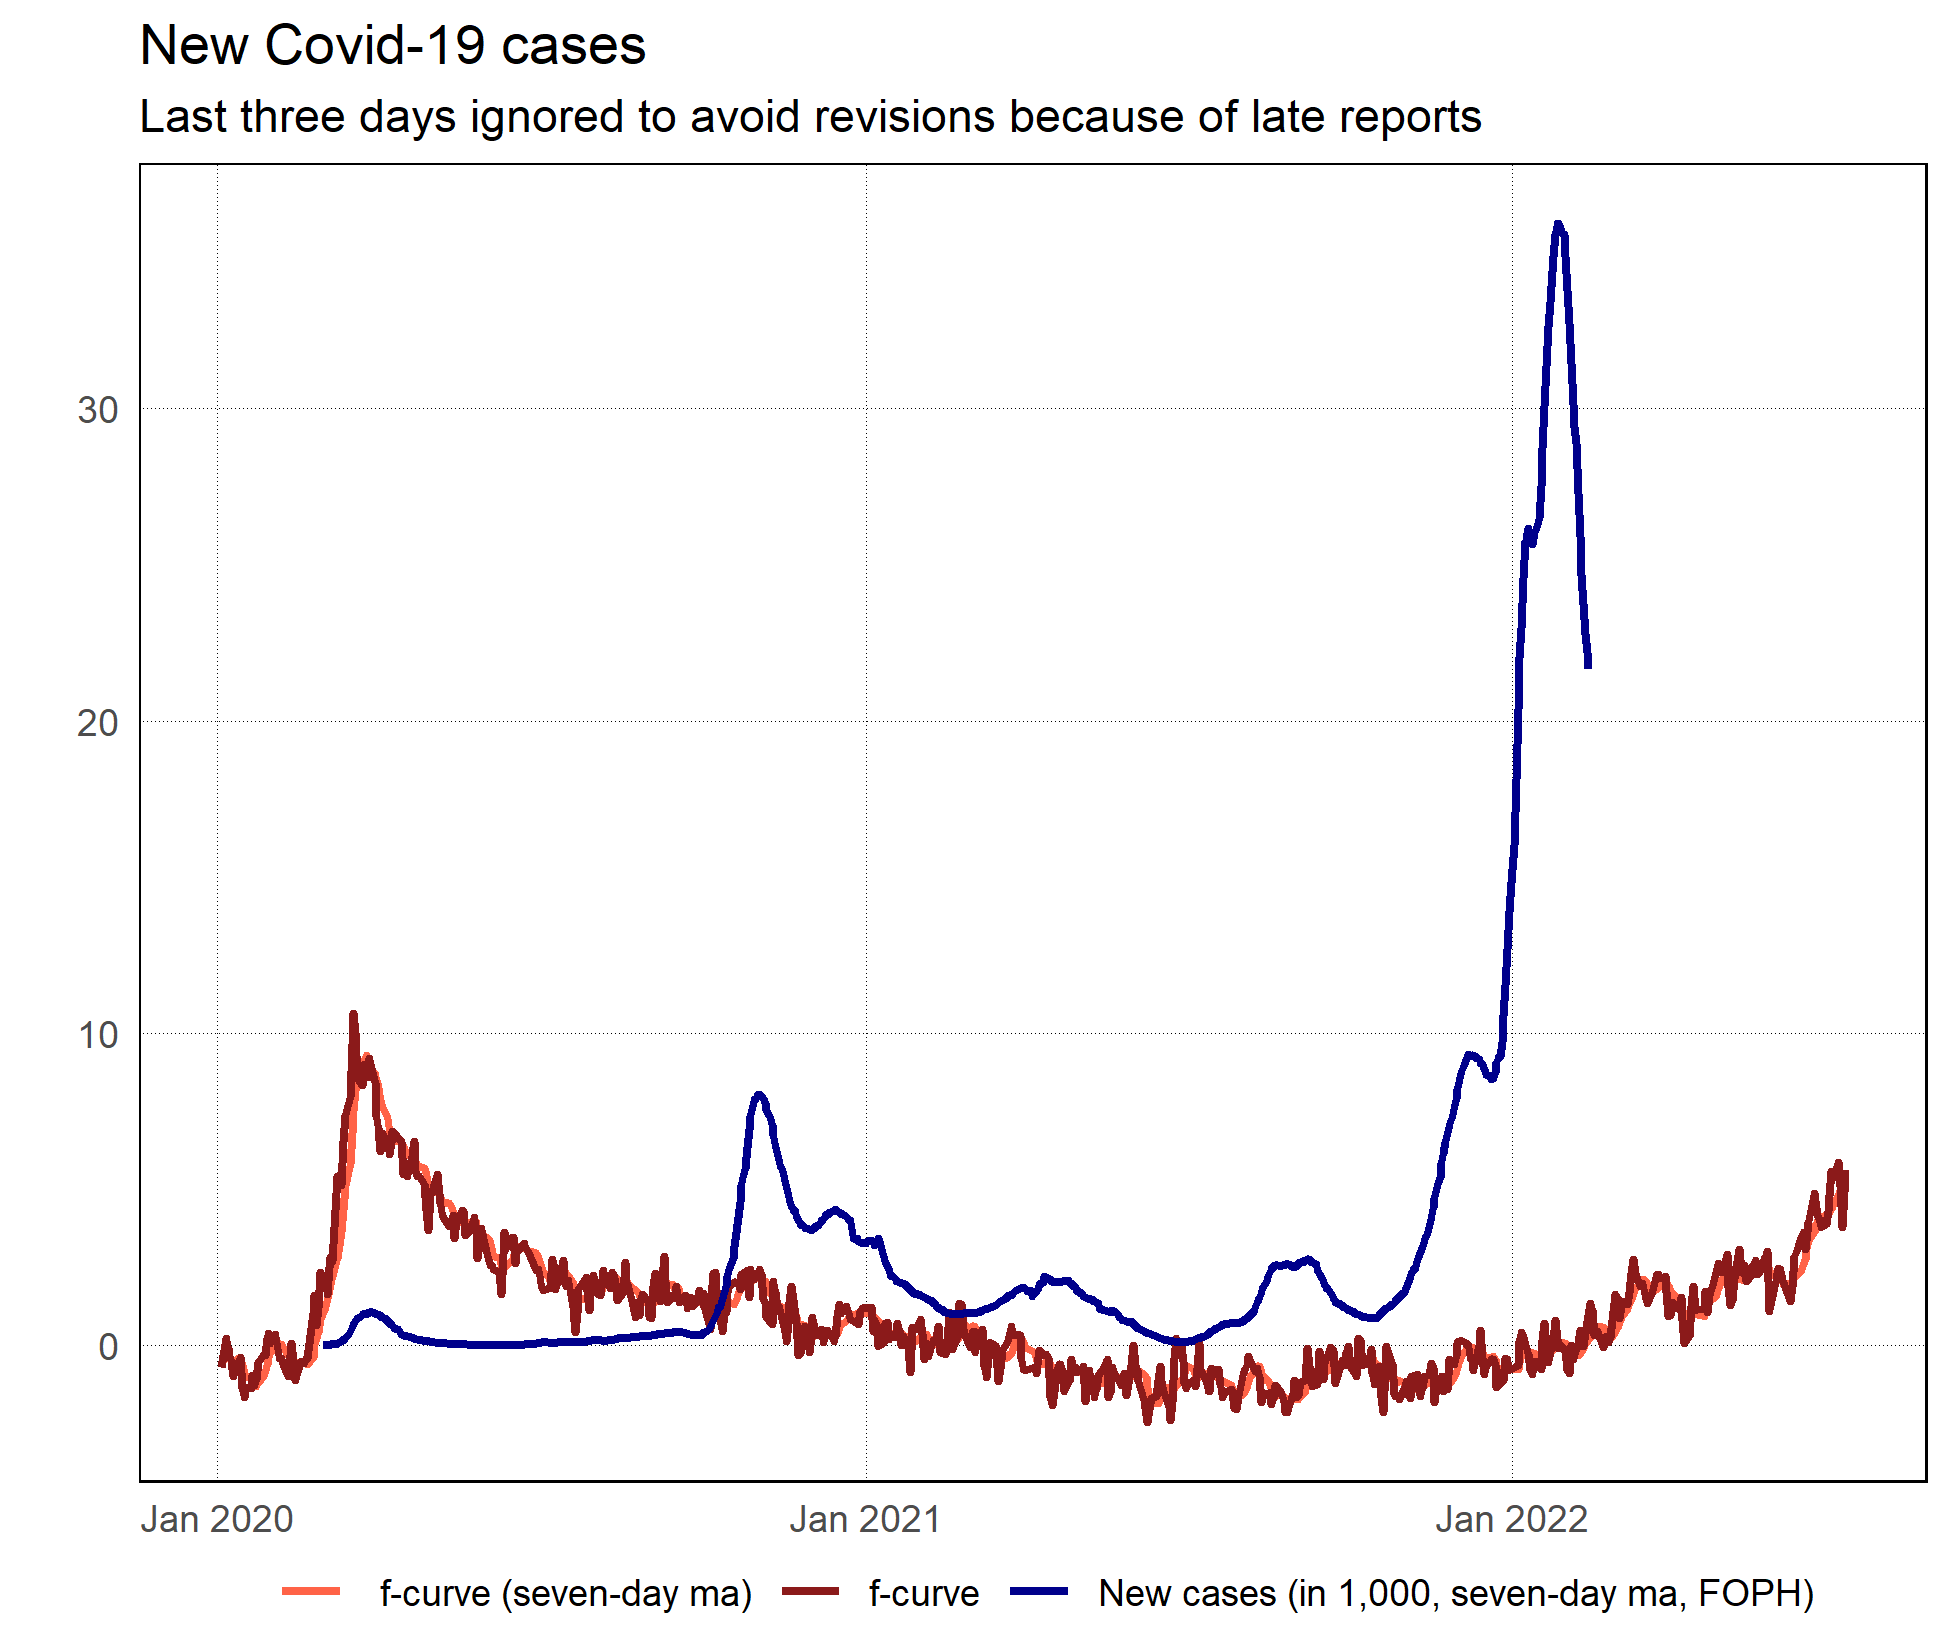 New Covid-19 cases
Last three days ignored to avoid revisions because of late reports
30
20
10
0
Jan 2020 Jan 2021 Jan 2022
f-curve (seven-day ma) f-curve New cases (in 1,000, seven-day ma, FOPH)